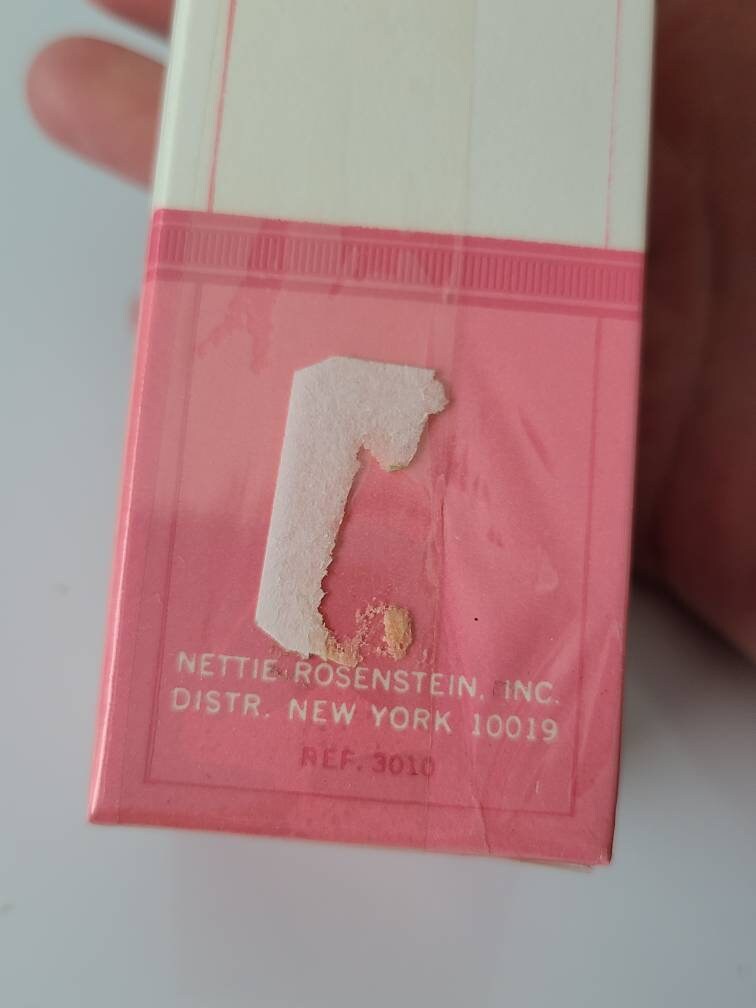 NETTIE ROSENSTEIN, INC.
DISTR. NEW YORK 10019
REF. 3010